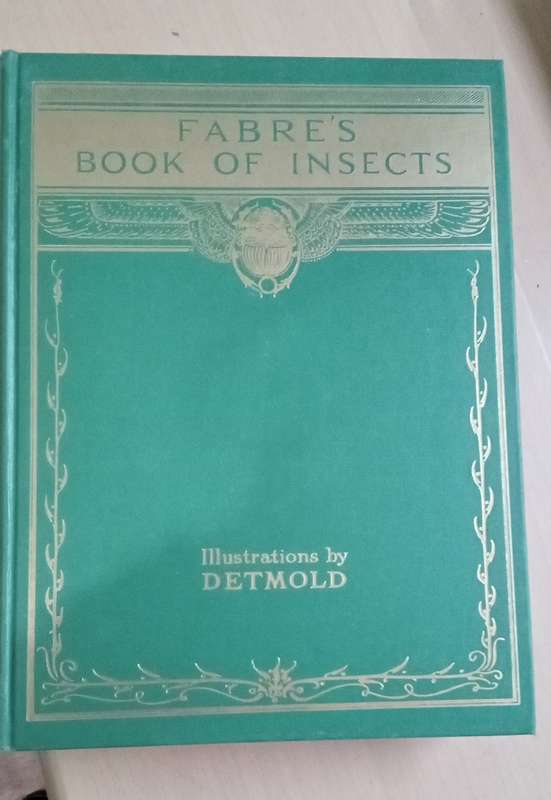 FABRE'S
BOOK OF INSECTS
Illustrations by
DETMOLD